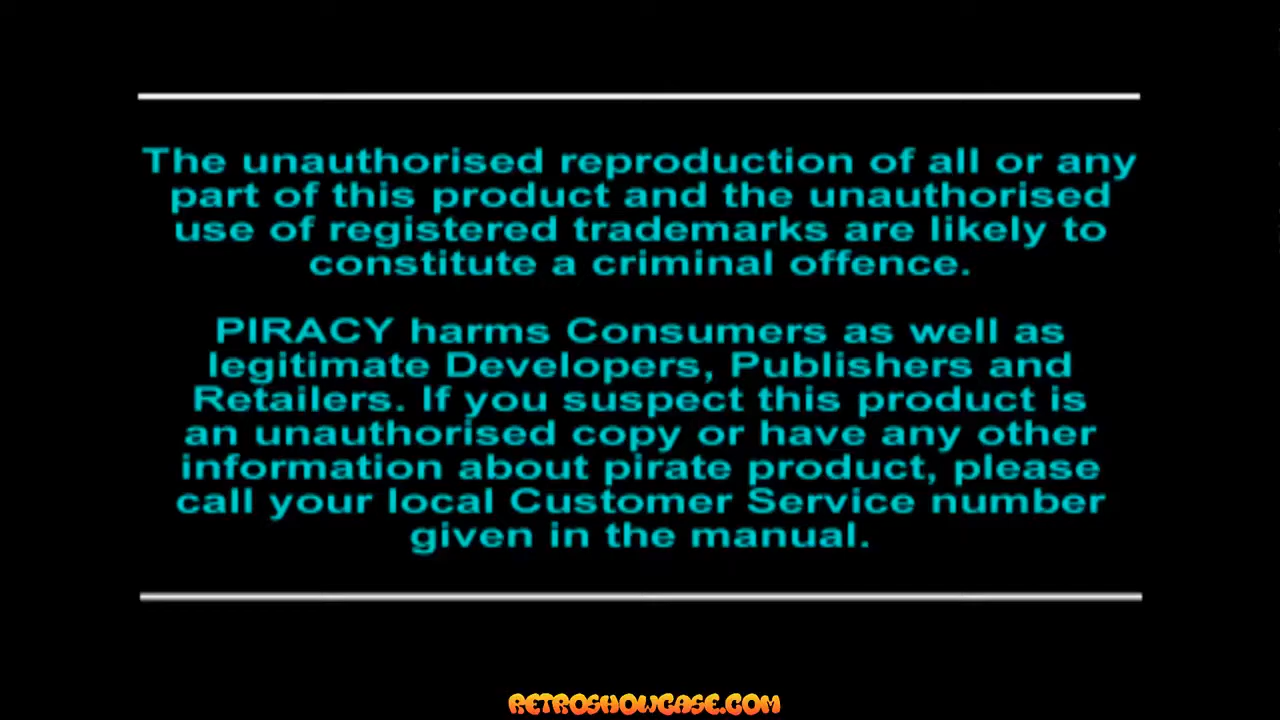 The unauthorised reproduction of all or any
part of this product and the unauthorised
use of registered trademarks are likely to
constitute a criminal offence.
PIRACY harms Consumers as well as
legitimate Developers, Publishers and
Retailers. If you suspect this product is
an unauthorised copy or have any other
information about pirate product, please
call your local Customer Service number
given in the manual.
RETROSHOWCASE.COM